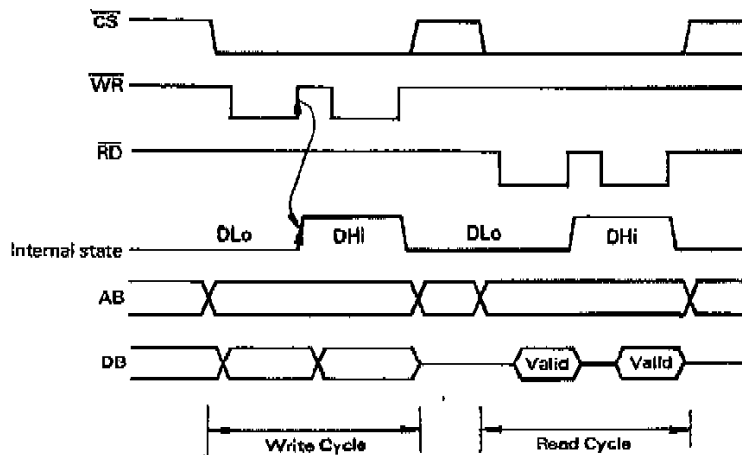 CS
WR
RD
DLo DHi DLo DHi
Internal state
AB
DB Valid Valid
Write Cycle Read Cycle